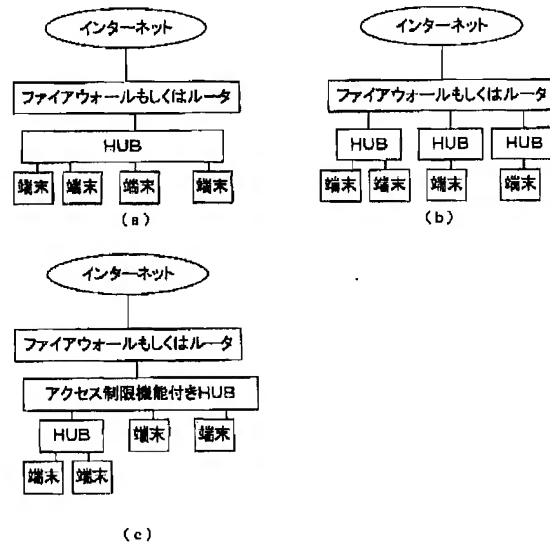 インターネット
ファイアウォールもしくはルータ
HUB
端末 端末 端末 端末
(a)
インターネット
ファイアウォールもしくはルータ
HUB HUB HUB
端末 端末 端末 端末
(b)
インターネット
ファイアウォールもしくはルータ
アクセス制限機能付きHUB
HUB 端末 端末
端末 端末
(c)